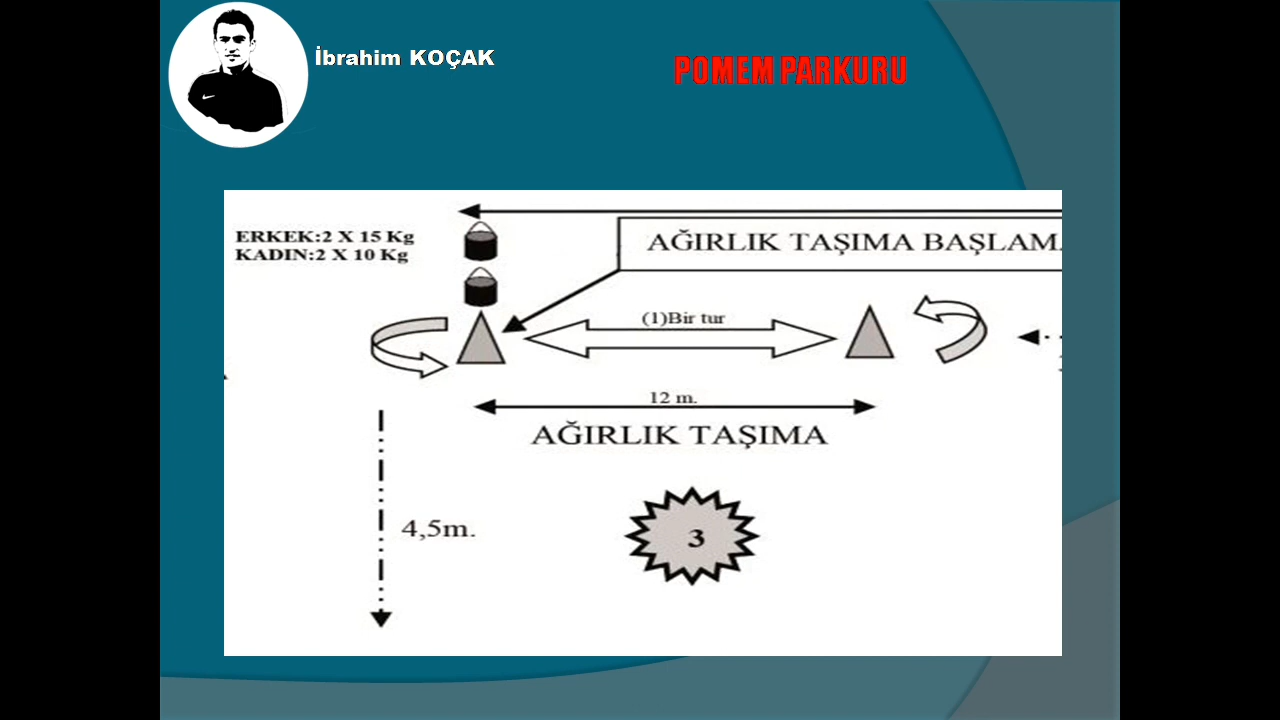 İbrahim KOÇAK
POMEM PARKURU
ERKEK:2 X 15 Kg
KADIN:2 X 10 Kg
AĞIRLIK TAŞIMA BAŞLAM
(1)Bir tur
12 m.
AĞIRLIK TAŞIMA
4,5m.
3